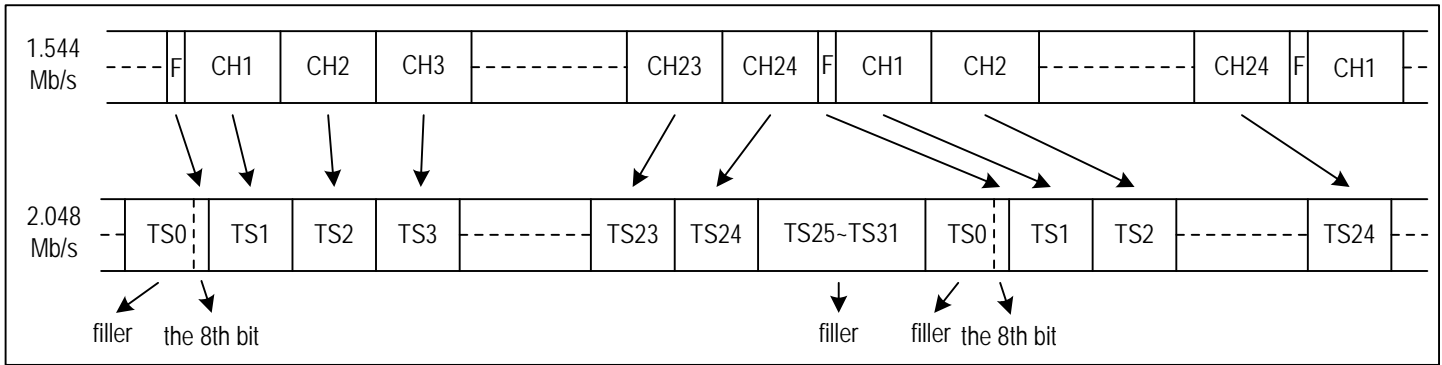 1.544 Mb/s
F CH1 CH2 CH3 CH23 CH24 F CH1 CH2 CH24 F CH1
2.048 Mb/s
TS0 TS1 TS2 TS3 TS23 TS24 TS25~TS31 TS0 TS1 TS2 TS24
filler the 8th bit filler filler the 8th bit